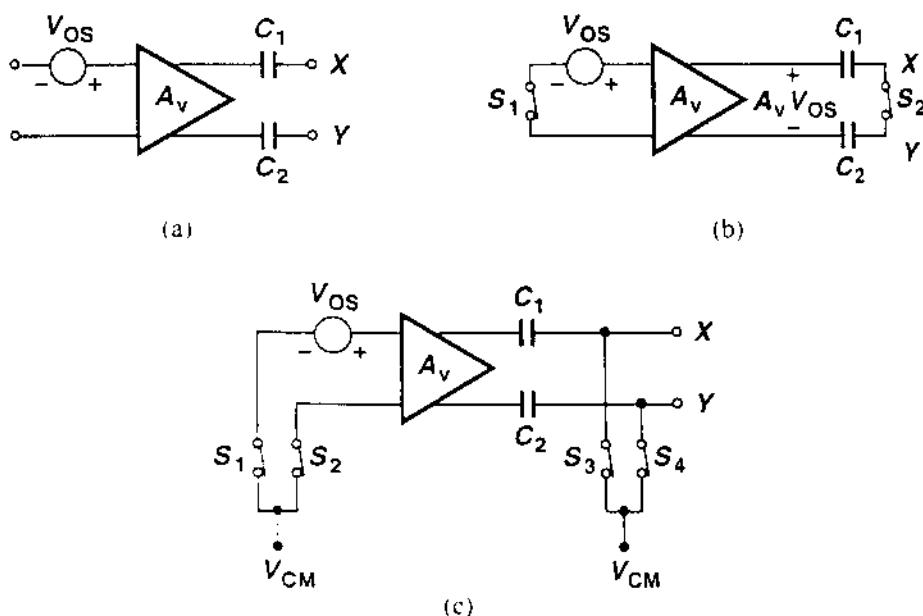 V_OS
C_1
X
A_v
− +
C_2
Y
(a)
V_OS
C_1
X
S_1
− +
A_v
+
A_v V_OS
−
S_2
C_2
Y
(b)
V_OS
C_1
X
− +
A_v
Y
C_2
S_1 S_2
S_3 S_4
V_CM
V_CM
(c)